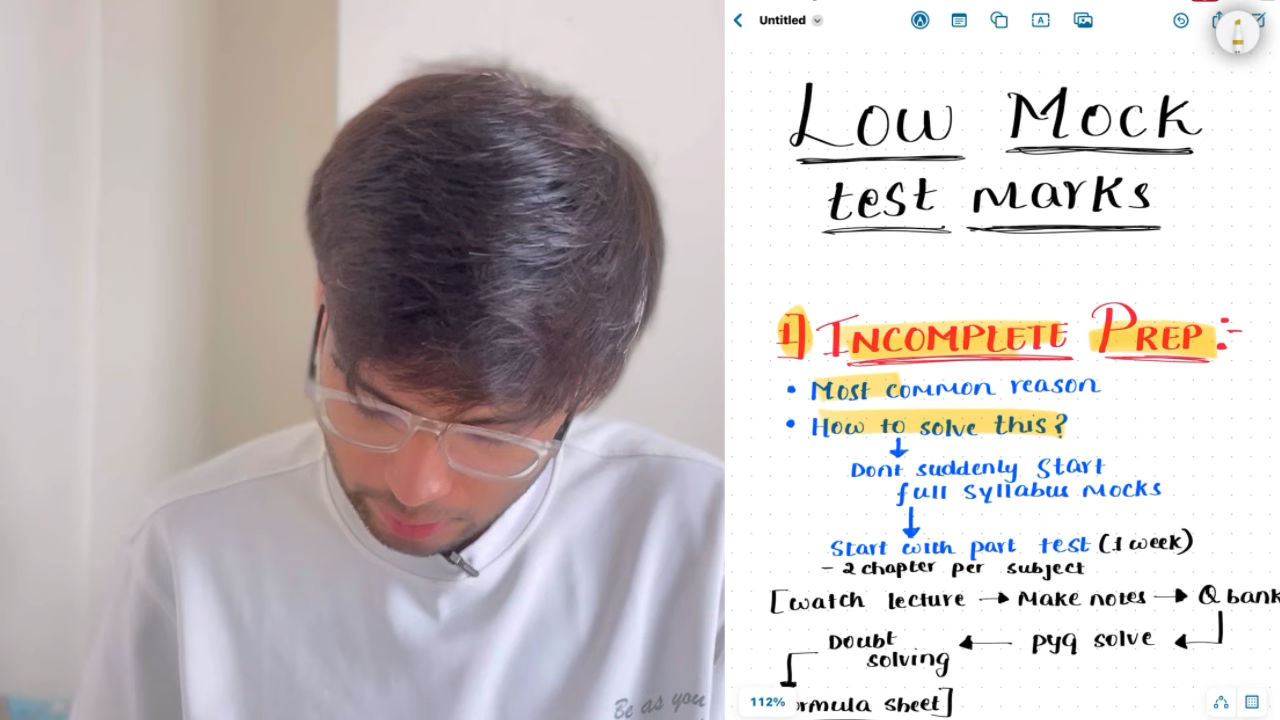 Untitled
Low Mock
test marks
1] INCOMPLETE PREP :-
• Most common reason
• How to solve this?
↓
Dont suddenly start
full syllabus mocks
↓
Start with part test (1 week)
- 2 chapter per subject
[watch lecture → Make notes → Q bank
Doubt ← pyq solve ←
solving
sheet]
112%
Be as you